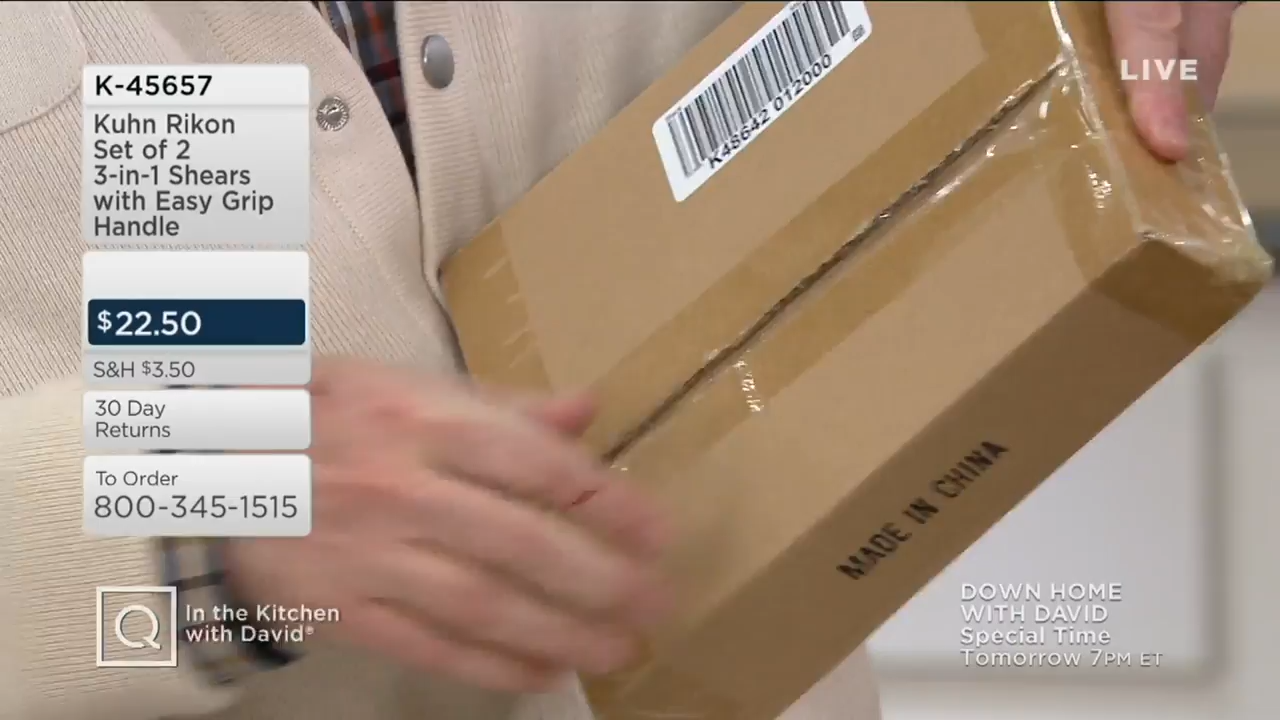 K-45657
Kuhn Rikon
Set of 2
3-in-1 Shears
with Easy Grip
Handle
$22.50
S&H $3.50
30 Day
Returns
To Order
800-345-1515
Q
In the Kitchen
with David®
K48642 012000
MADE IN CHINA
LIVE
DOWN HOME
WITH DAVID
Special Time
Tomorrow 7PM ET